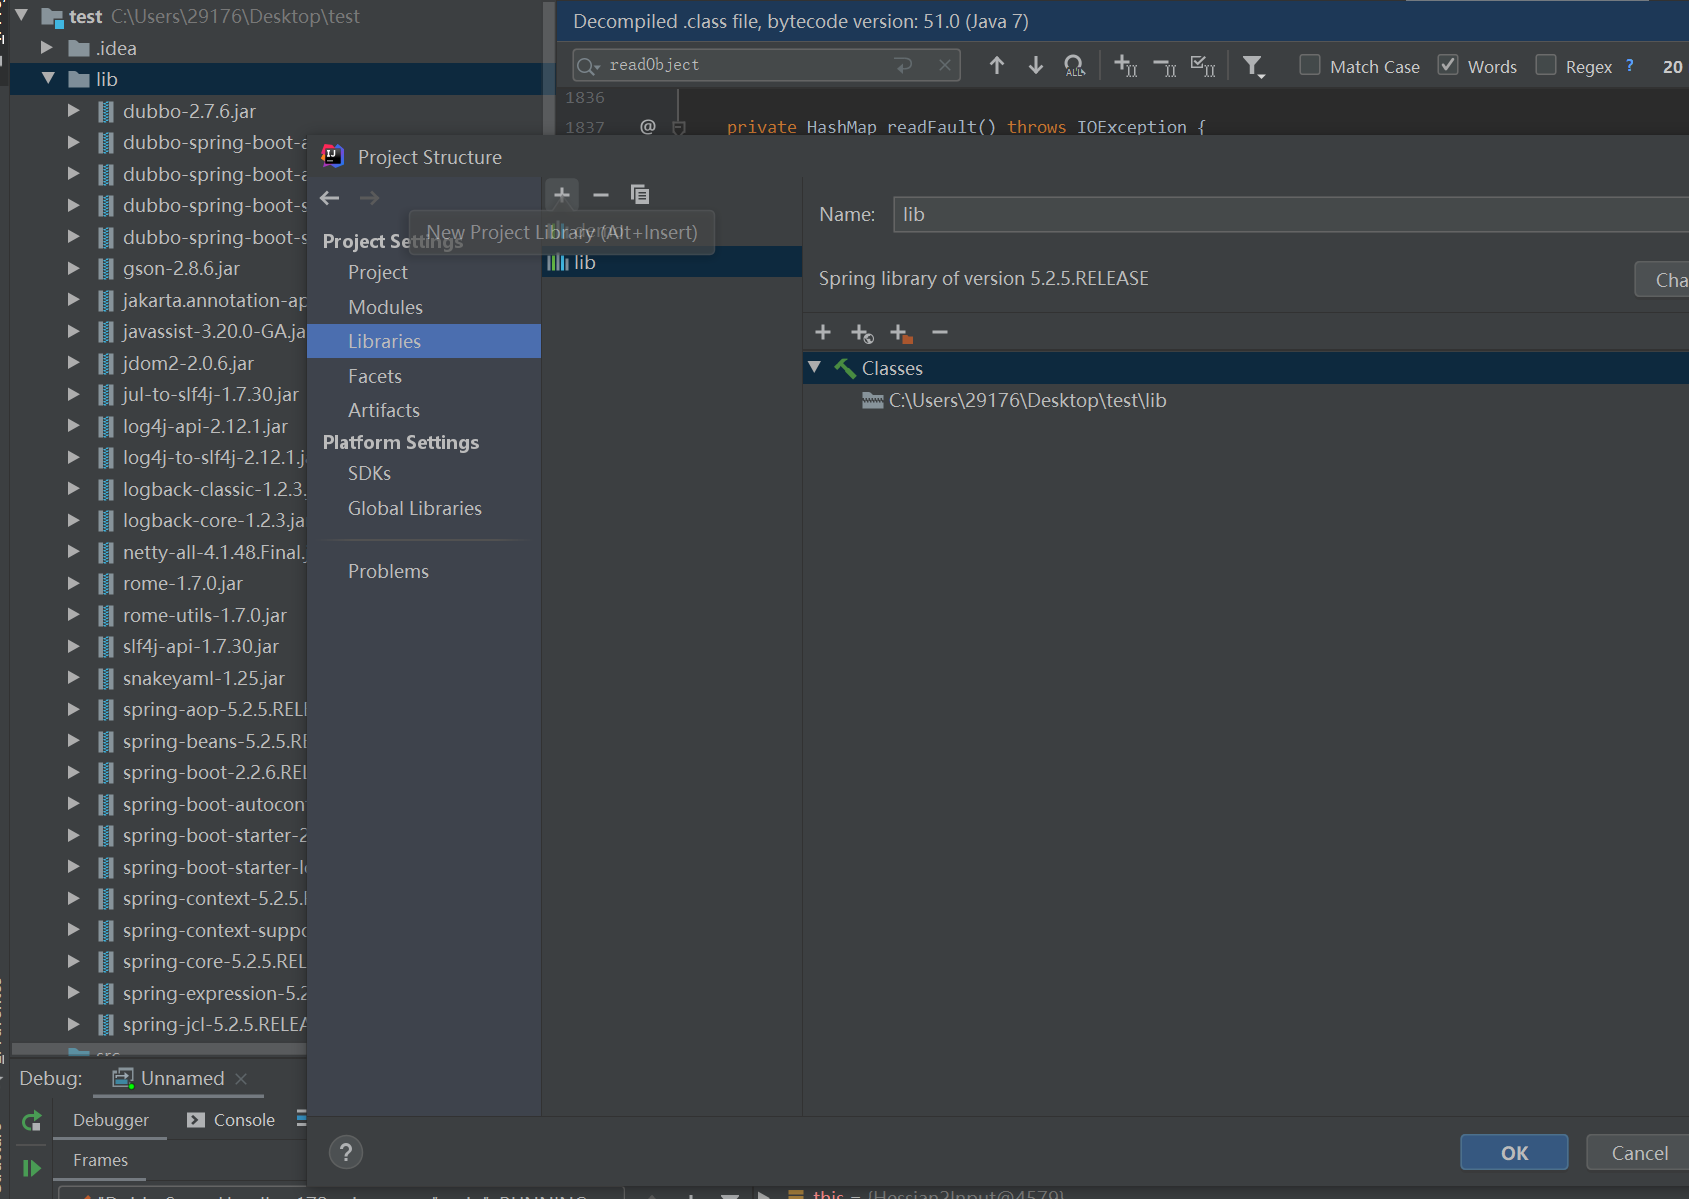 test C:\Users\29176\Desktop\test
.idea
lib
dubbo-2.7.6.jar
dubbo-spring-boot-a
dubbo-spring-boot-a
dubbo-spring-boot-s
dubbo-spring-boot-s
gson-2.8.6.jar
jakarta.annotation-ap
javassist-3.20.0-GA.ja
jdom2-2.0.6.jar
jul-to-slf4j-1.7.30.jar
log4j-api-2.12.1.jar
log4j-to-slf4j-2.12.1.j
logback-classic-1.2.3.
logback-core-1.2.3.ja
netty-all-4.1.48.Final.
rome-1.7.0.jar
rome-utils-1.7.0.jar
slf4j-api-1.7.30.jar
snakeyaml-1.25.jar
spring-aop-5.2.5.RELI
spring-beans-5.2.5.RE
spring-boot-2.2.6.REI
spring-boot-autocon
spring-boot-starter-2
spring-boot-starter-l
spring-context-5.2.5.
spring-context-suppo
spring-core-5.2.5.REL
spring-expression-5.2
spring-jcl-5.2.5.RELEA
src
Decompiled .class file, bytecode version: 51.0 (Java 7)
readObject
Match Case
Words
Regex ?
20
1836
1837 @ private HashMap readFault() throws IOException {
Project Structure
New Project Library (Alt+Insert)
Project Settings
Project
Modules
Libraries
Facets
Artifacts
Platform Settings
SDKs
Global Libraries
Problems
lib
Name: lib
Spring library of version 5.2.5.RELEASE
Cha
Classes
C:\Users\29176\Desktop\test\lib
?
OK
Cancel
Debug: Unnamed
Debugger
Console
Frames
this = {Hessian2Input@4579}